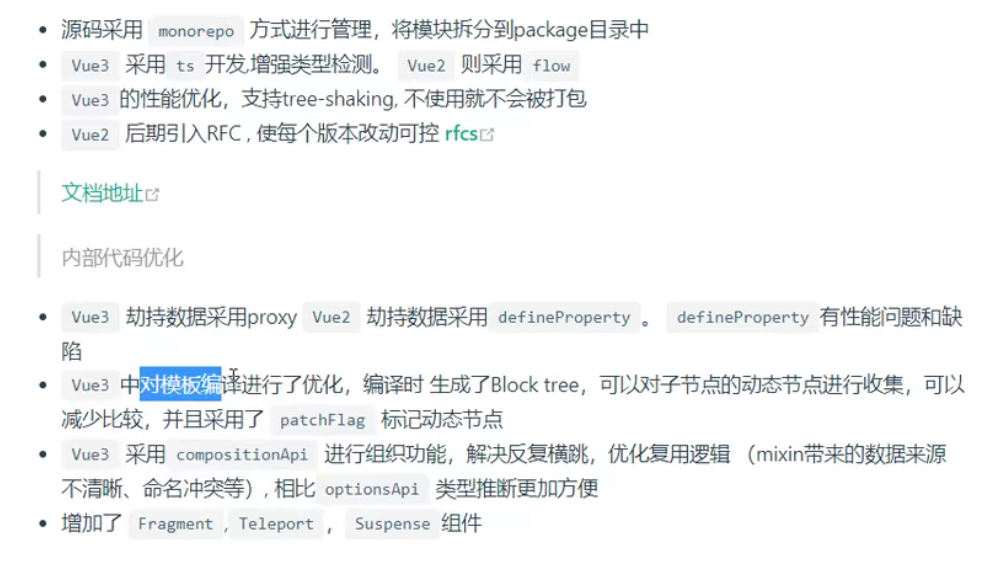 源码采用 monorepo 方式进行管理，将模块拆分到package目录中
Vue3 采用 ts 开发,增强类型检测。 Vue2 则采用 flow
Vue3 的性能优化，支持tree-shaking, 不使用就不会被打包
Vue2 后期引入RFC , 使每个版本改动可控 rfcs
文档地址
内部代码优化
Vue3 劫持数据采用proxy Vue2 劫持数据采用 defineProperty 。 defineProperty 有性能问题和缺
陷
Vue3 中对模板编译进行了优化，编译时 生成了Block tree，可以对子节点的动态节点进行收集，可以
减少比较，并且采用了 patchFlag 标记动态节点
Vue3 采用 compositionApi 进行组织功能，解决反复横跳，优化复用逻辑 （mixin带来的数据来源
不清晰、命名冲突等）, 相比 optionsApi 类型推断更加方便
增加了 Fragment , Teleport ， Suspense 组件